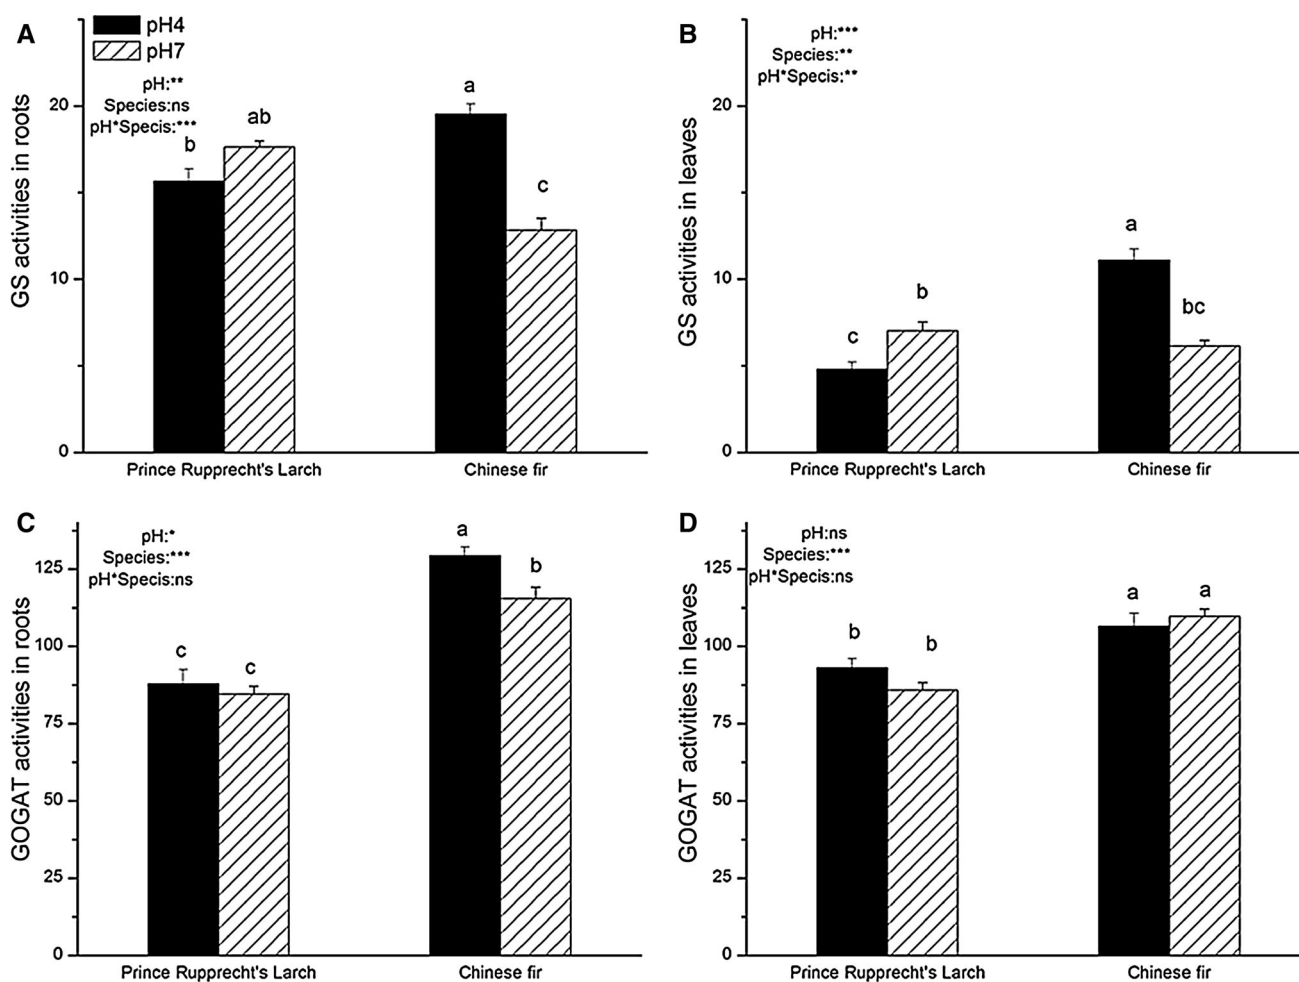 A
pH4
pH7
pH:**
Species:ns
pH*Specis:***
GS activities in roots
20
10
0
b
ab
a
c
Prince Rupprecht's Larch
Chinese fir
B
pH:***
Species:**
pH*Specis:**
GS activities in leaves
20
10
0
c
b
a
bc
Prince Rupprecht's Larch
Chinese fir
C
pH:*
Species:***
pH*Specis:ns
GOGAT activities in roots
125
100
75
50
25
0
c
c
a
b
Prince Rupprecht's Larch
Chinese fir
D
pH:ns
Species:***
pH*Specis:ns
GOGAT activities in leaves
125
100
75
50
25
0
b
b
a
a
Prince Rupprecht's Larch
Chinese fir